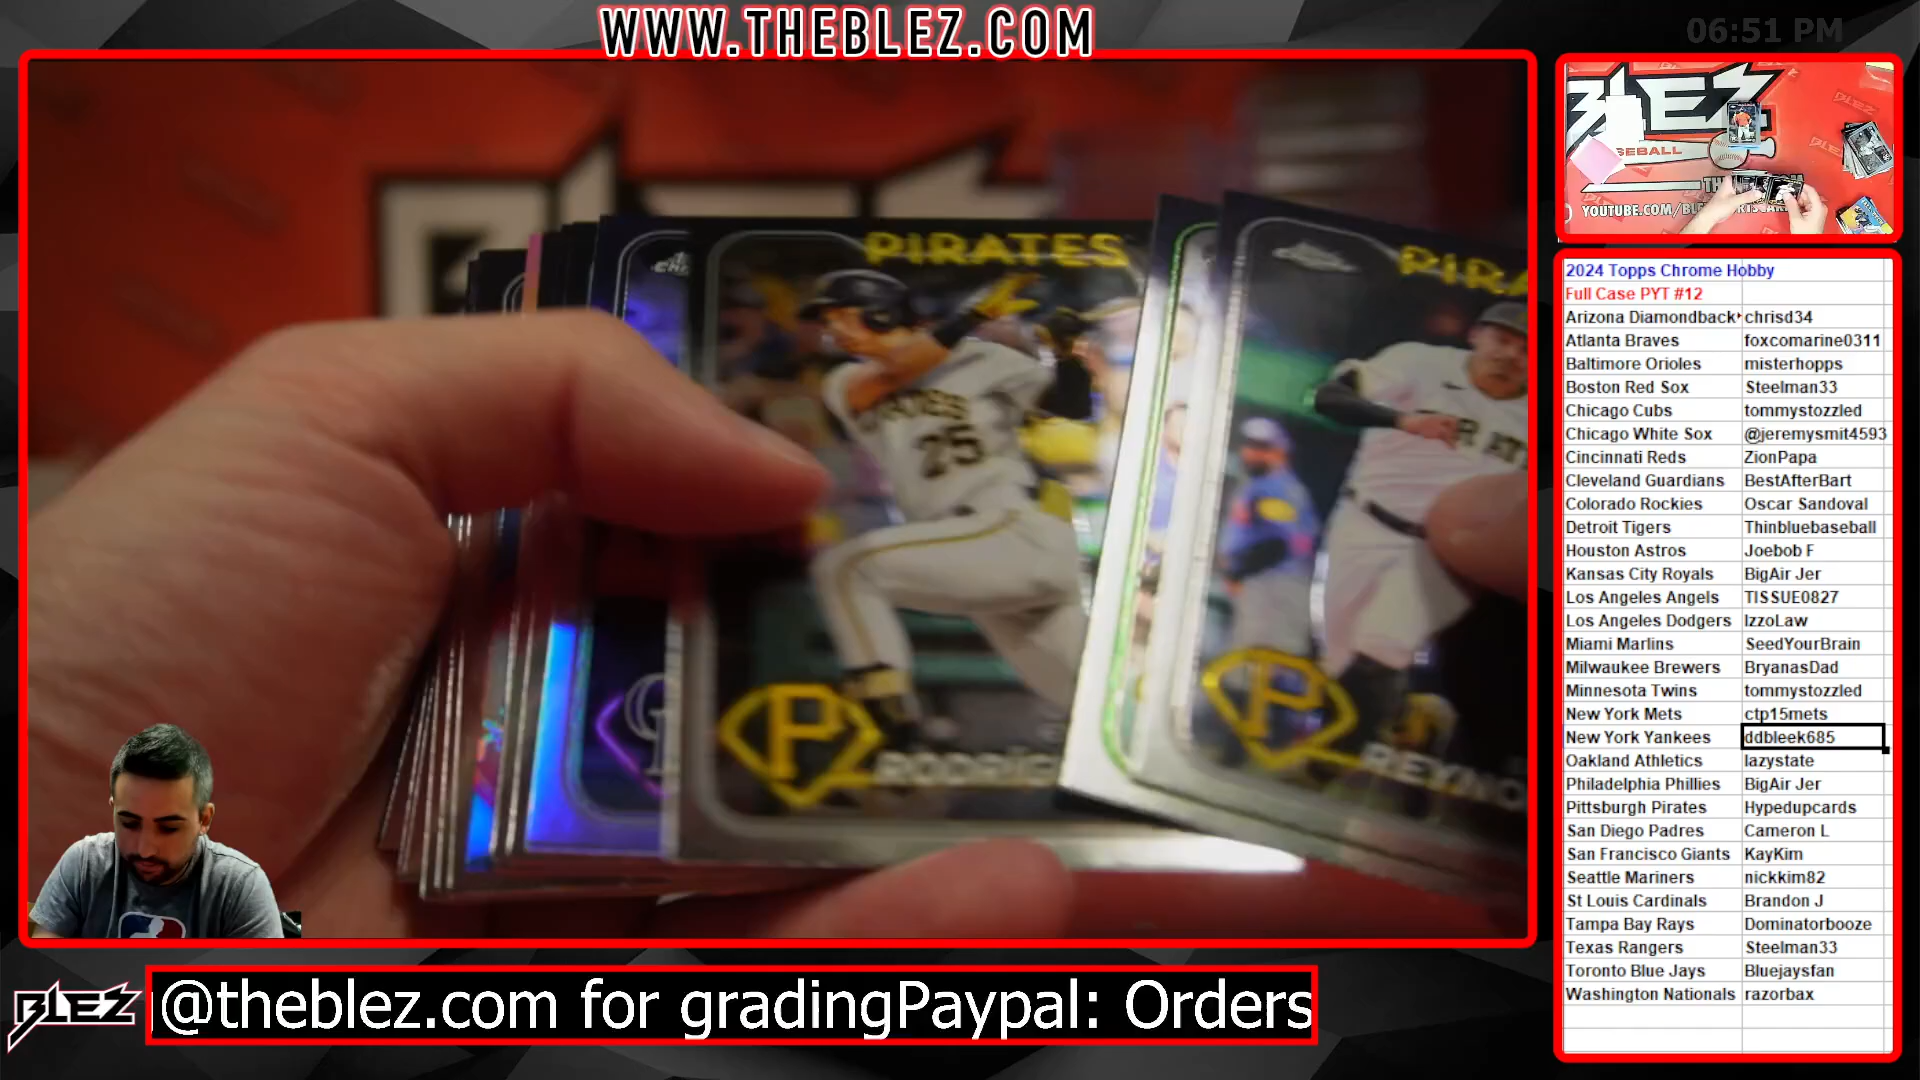 WWW.THEBLEZ.COM
06:51 PM
PIRATES
PIRA
25
P
RODRIG
P
REYNO
BLEZ
BASEBALL
YOUTUBE.COM/BLE
2024 Topps Chrome Hobby
Full Case PYT #12
Arizona Diamondback chrisd34
Atlanta Braves foxcomarine0311
Baltimore Orioles misterhopps
Boston Red Sox Steelman33
Chicago Cubs tommystozzled
Chicago White Sox @jeremysmit4593
Cincinnati Reds ZionPapa
Cleveland Guardians BestAfterBart
Colorado Rockies Oscar Sandoval
Detroit Tigers Thinbluebaseball
Houston Astros Joebob F
Kansas City Royals BigAir Jer
Los Angeles Angels TISSUE0827
Los Angeles Dodgers IzzoLaw
Miami Marlins SeedYourBrain
Milwaukee Brewers BryanasDad
Minnesota Twins tommystozzled
New York Mets ctp15mets
New York Yankees ddbleek685
Oakland Athletics lazystate
Philadelphia Phillies BigAir Jer
Pittsburgh Pirates Hypedupcards
San Diego Padres Cameron L
San Francisco Giants KayKim
Seattle Mariners nickkim82
St Louis Cardinals Brandon J
Tampa Bay Rays Dominatorbooze
Texas Rangers Steelman33
Toronto Blue Jays Bluejaysfan
Washington Nationals razorbax
BLEZ
@theblez.com for gradingPaypal: Orders